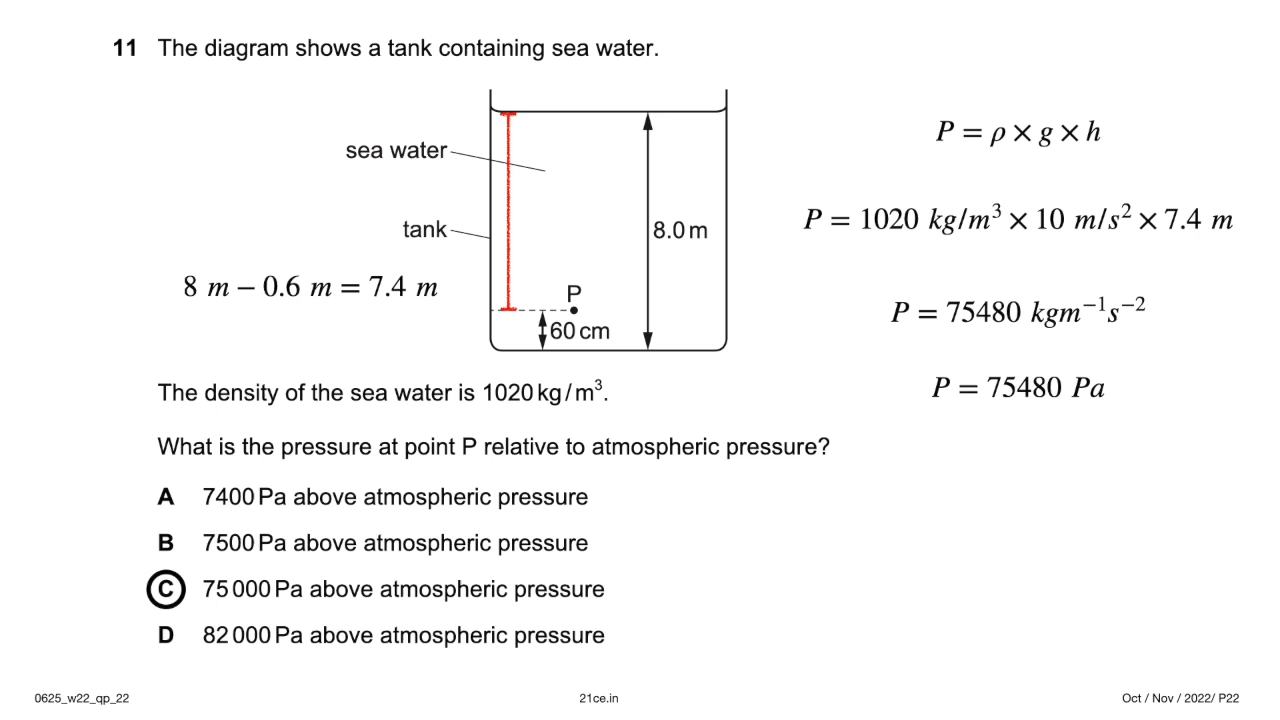 11 The diagram shows a tank containing sea water.
sea water
tank
8.0 m
P
60 cm
8 m – 0.6 m = 7.4 m
P = ρ × g × h
P = 1020 kg/m³ × 10 m/s² × 7.4 m
P = 75480 kgm⁻¹s⁻²
P = 75480 Pa
The density of the sea water is 1020 kg / m³.
What is the pressure at point P relative to atmospheric pressure?
A 7400 Pa above atmospheric pressure
B 7500 Pa above atmospheric pressure
C 75 000 Pa above atmospheric pressure
D 82 000 Pa above atmospheric pressure
0625_w22_qp_22
21ce.in
Oct / Nov / 2022/ P22